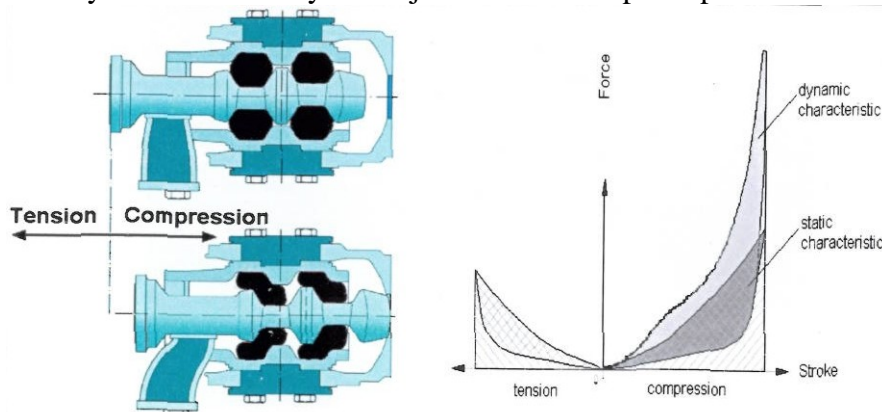 Tension Compression
Force
dynamic
characteristic
static
characteristic
Stroke
tension
compression